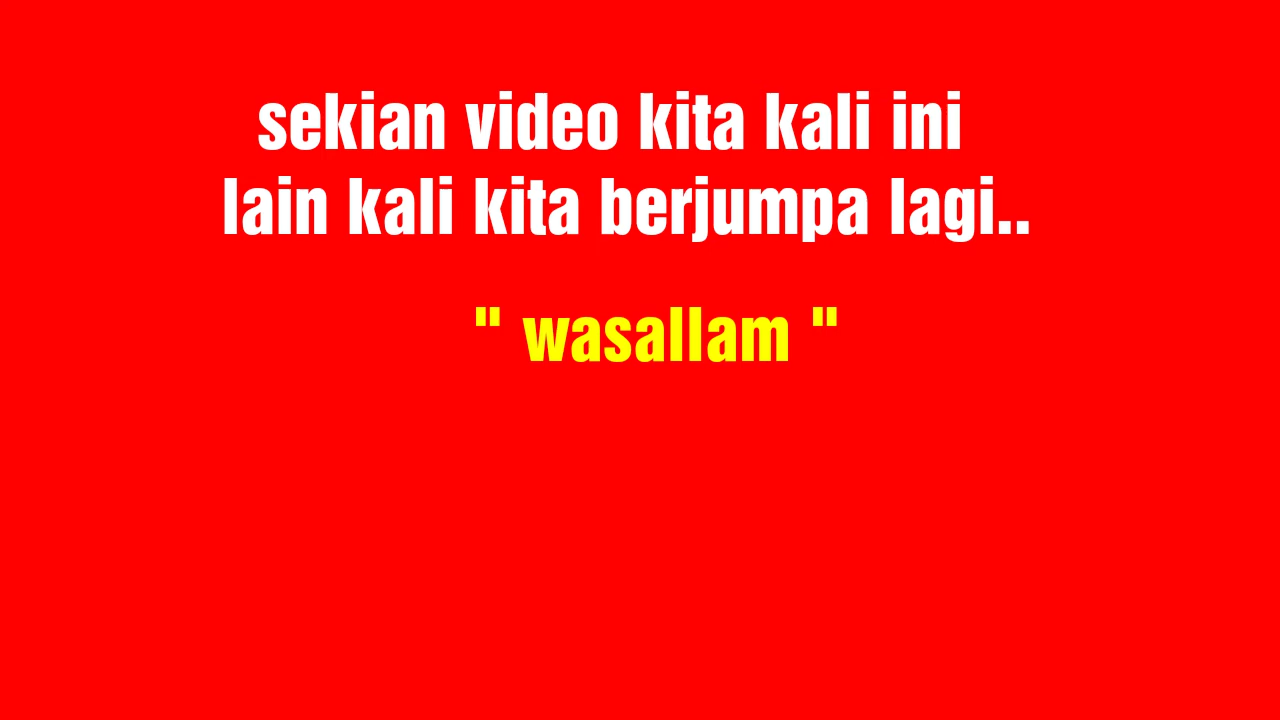 sekian video kita kali ini
lain kali kita berjumpa lagi..
" wasallam "